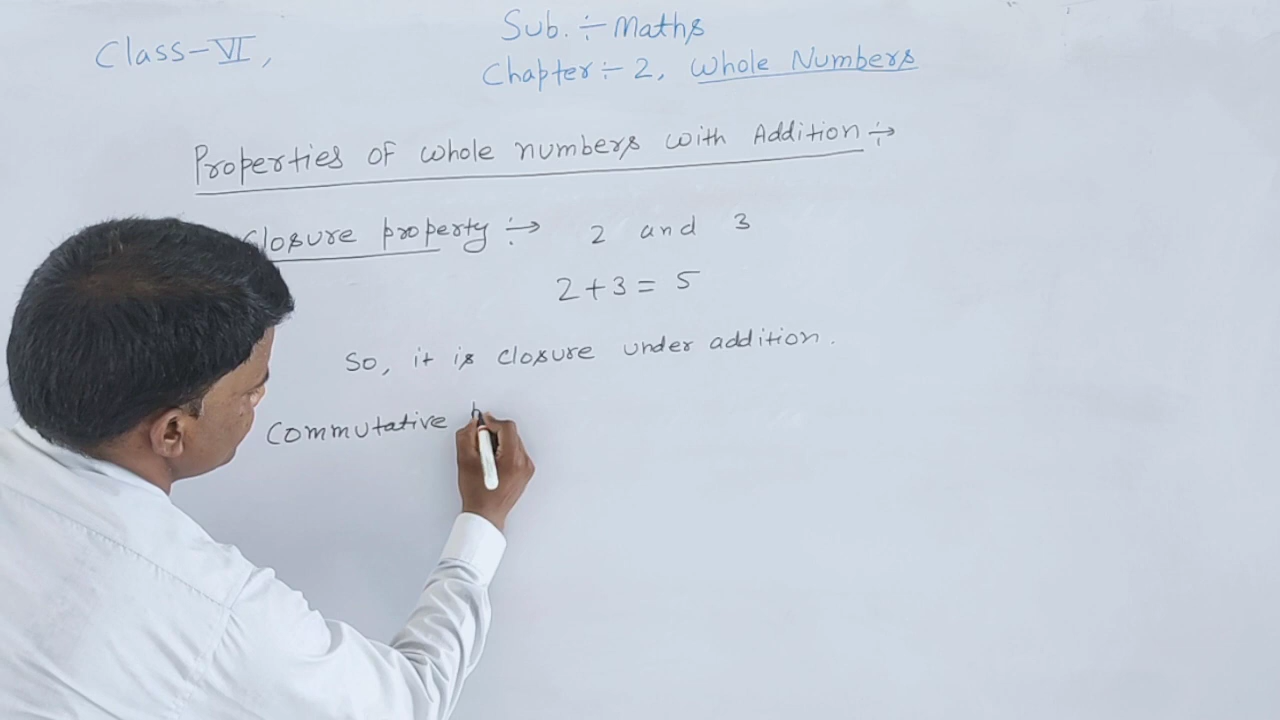 Class-VI,
Sub. :- Maths
Chapter :- 2, Whole Numbers
Properties OF whole numbers with Addition :→
Closure property :→ 2 and 3
2+3 = 5
So, it is closure under addition.
Commutative